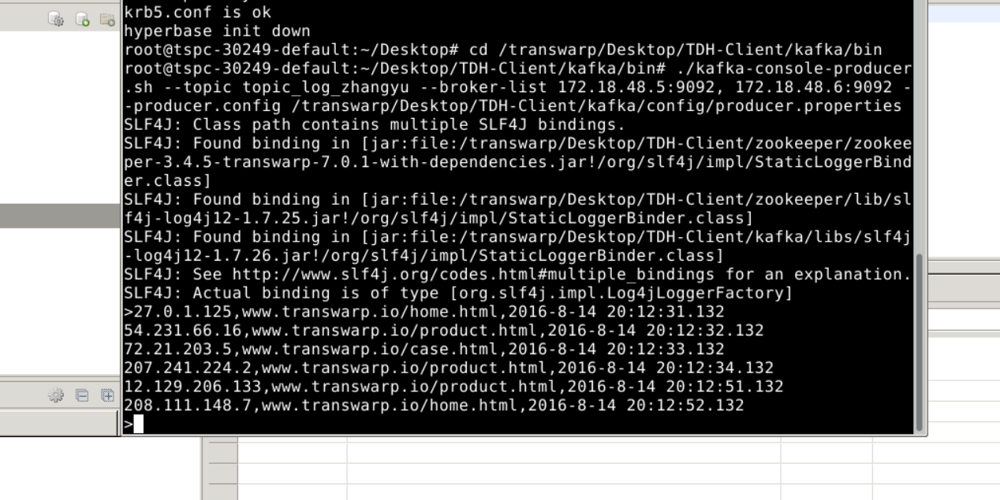 krb5.conf is ok
hyperbase init down
root@tspc-30249-default:~/Desktop# cd /transwarp/Desktop/TDH-Client/kafka/bin
root@tspc-30249-default:~/Desktop/TDH-Client/kafka/bin# ./kafka-console-producer
.sh --topic topic_log_zhangyu --broker-list 172.18.48.5:9092, 172.18.48.6:9092 -
-producer.config /transwarp/Desktop/TDH-Client/kafka/config/producer.properties
SLF4J: Class path contains multiple SLF4J bindings.
SLF4J: Found binding in [jar:file:/transwarp/Desktop/TDH-Client/zookeeper/zookee
per-3.4.5-transwarp-7.0.1-with-dependencies.jar!/org/slf4j/impl/StaticLoggerBind
er.class]
SLF4J: Found binding in [jar:file:/transwarp/Desktop/TDH-Client/zookeeper/lib/sl
f4j-log4j12-1.7.25.jar!/org/slf4j/impl/StaticLoggerBinder.class]
SLF4J: Found binding in [jar:file:/transwarp/Desktop/TDH-Client/kafka/libs/slf4j
-log4j12-1.7.26.jar!/org/slf4j/impl/StaticLoggerBinder.class]
SLF4J: See http://www.slf4j.org/codes.html#multiple_bindings for an explanation.
SLF4J: Actual binding is of type [org.slf4j.impl.Log4jLoggerFactory]
>27.0.1.125,www.transwarp.io/home.html,2016-8-14 20:12:31.132
54.231.66.16,www.transwarp.io/product.html,2016-8-14 20:12:32.132
72.21.203.5,www.transwarp.io/case.html,2016-8-14 20:12:33.132
207.241.224.2,www.transwarp.io/product.html,2016-8-14 20:12:34.132
12.129.206.133,www.transwarp.io/product.html,2016-8-14 20:12:51.132
208.111.148.7,www.transwarp.io/home.html,2016-8-14 20:12:52.132
>